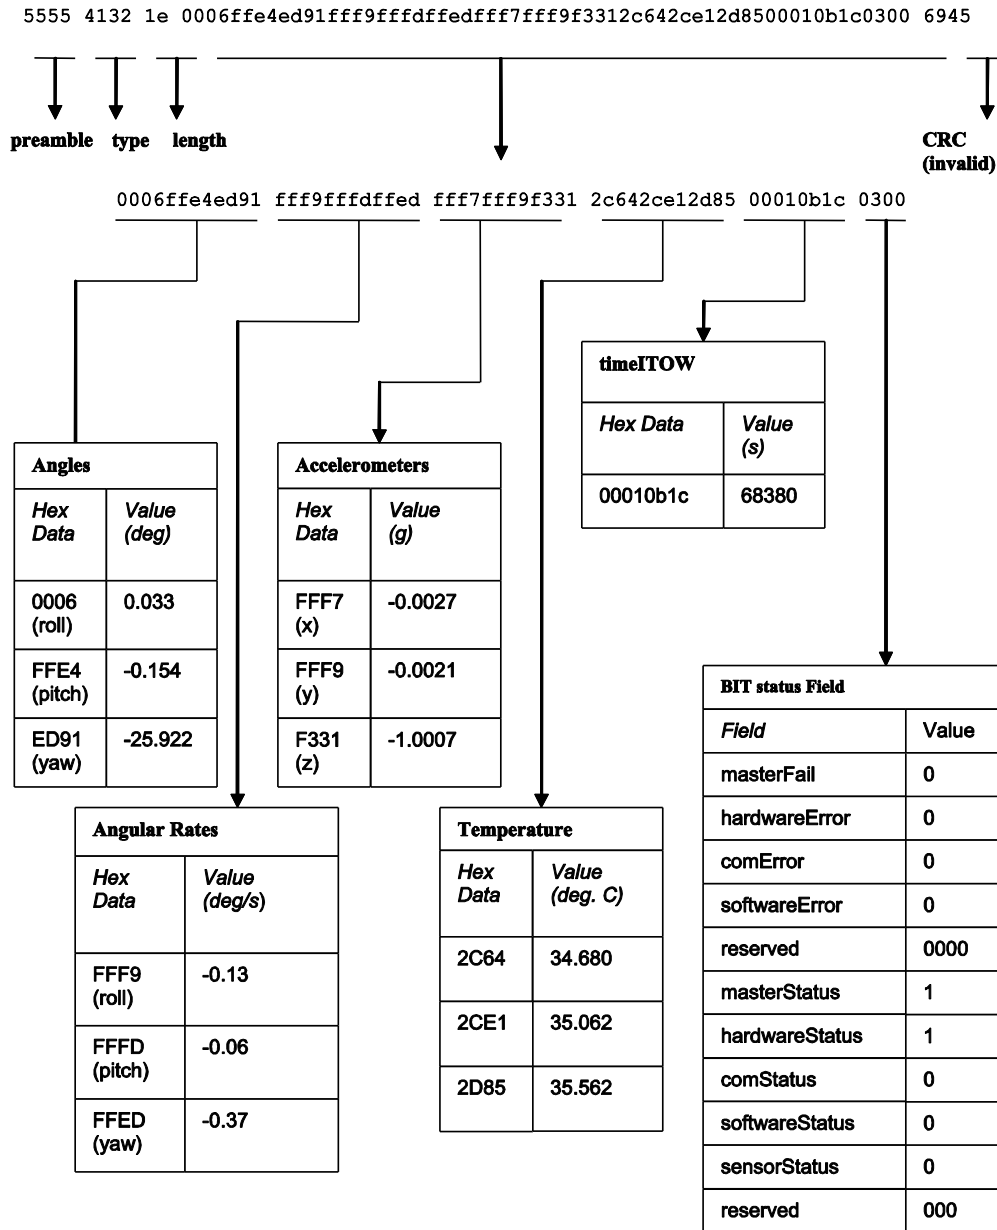 5555 4132 1e 0006ffe4ed91fff9fffdffedfff7fff9f3312c642ce12d8500010b1c0300 6945
preamble type length
CRC
(invalid)
0006ffe4ed91 fff9fffdffed fff7fff9f331 2c642ce12d85 00010b1c 0300
timeITOW
Hex Data Value
(s)
00010b1c 68380
Angles
Hex Value
Data (deg)
0006 0.033
(roll)
FFE4 -0.154
(pitch)
ED91 -25.922
(yaw)
Accelerometers
Hex Value
Data (g)
FFF7 -0.0027
(x)
FFF9 -0.0021
(y)
F331 -1.0007
(z)
Angular Rates
Hex Value
Data (deg/s)
FFF9 -0.13
(roll)
FFFD -0.06
(pitch)
FFED -0.37
(yaw)
Temperature
Hex Value
Data (deg. C)
2C64 34.680
2CE1 35.062
2D85 35.562
BIT status Field
Field Value
masterFail 0
hardwareError 0
comError 0
softwareError 0
reserved 0000
masterStatus 1
hardwareStatus 1
comStatus 0
softwareStatus 0
sensorStatus 0
reserved 000